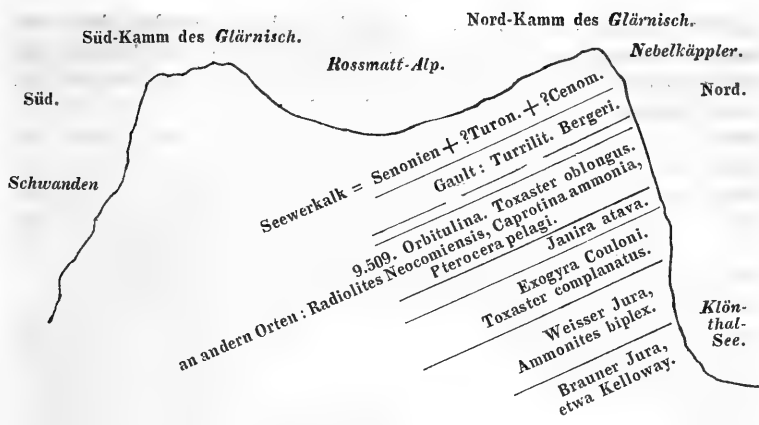 Nord-Kamm des Glärnisch.
Süd-Kamm des Glärnisch.
Nebelkäppler.
Rossmatt-Alp.
Süd.
Nord.
Schwanden
Seewerkalk = Senonien + ?Turon. + ?Cenom.
Gault: Turrilit. Bergeri.
9.509. Orbitulina. Toxaster oblongus.
an andern Orten: Radiolites Neocomiensis, Caprotina ammonia,
Pterocera pelagi.
Janira atava.
Exogyra Couloni.
Toxaster complanatus.
Weisser Jura,
Ammonites biplex.
Brauner Jura,
etwa Kelloway.
Klön-
thal-
See.